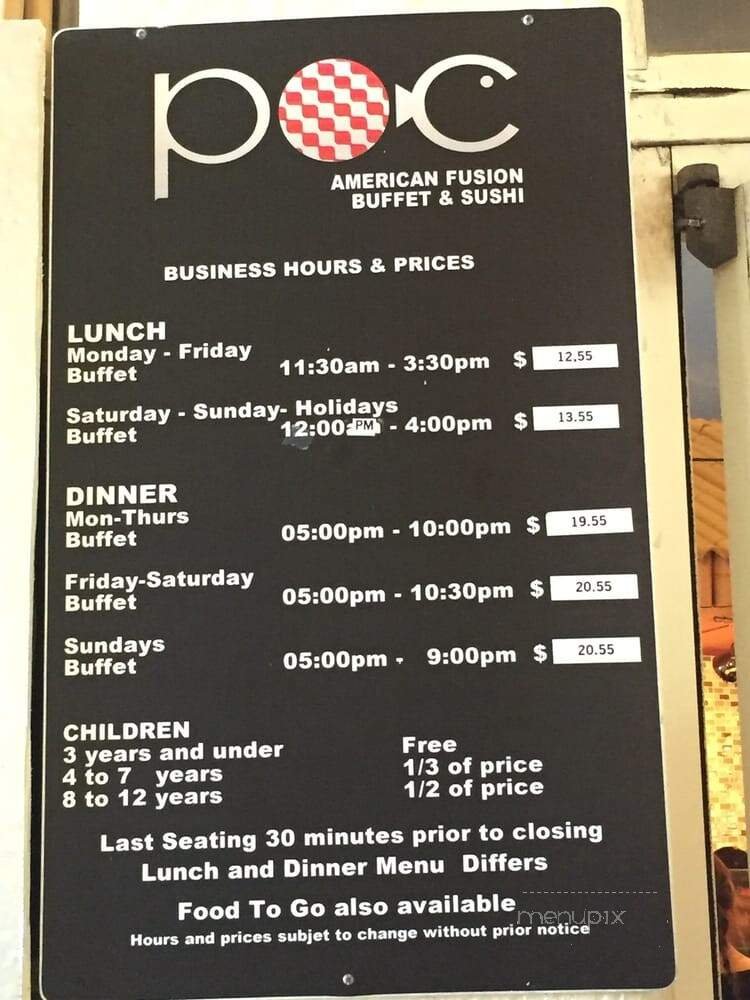 poc
AMERICAN FUSION
BUFFET & SUSHI
BUSINESS HOURS & PRICES
LUNCH
Monday - Friday
Buffet 11:30am - 3:30pm $ 12.55
Saturday - Sunday- Holidays
Buffet 12:00 PM - 4:00pm $ 13.55
DINNER
Mon-Thurs
Buffet 05:00pm - 10:00pm $ 19.55
Friday-Saturday
Buffet 05:00pm - 10:30pm $ 20.55
Sundays
Buffet 05:00pm - 9:00pm $ 20.55
CHILDREN
3 years and under Free
4 to 7 years 1/3 of price
8 to 12 years 1/2 of price
Last Seating 30 minutes prior to closing
Lunch and Dinner Menu Differs
Food To Go also available
menupix
Hours and prices subjet to change without prior notice